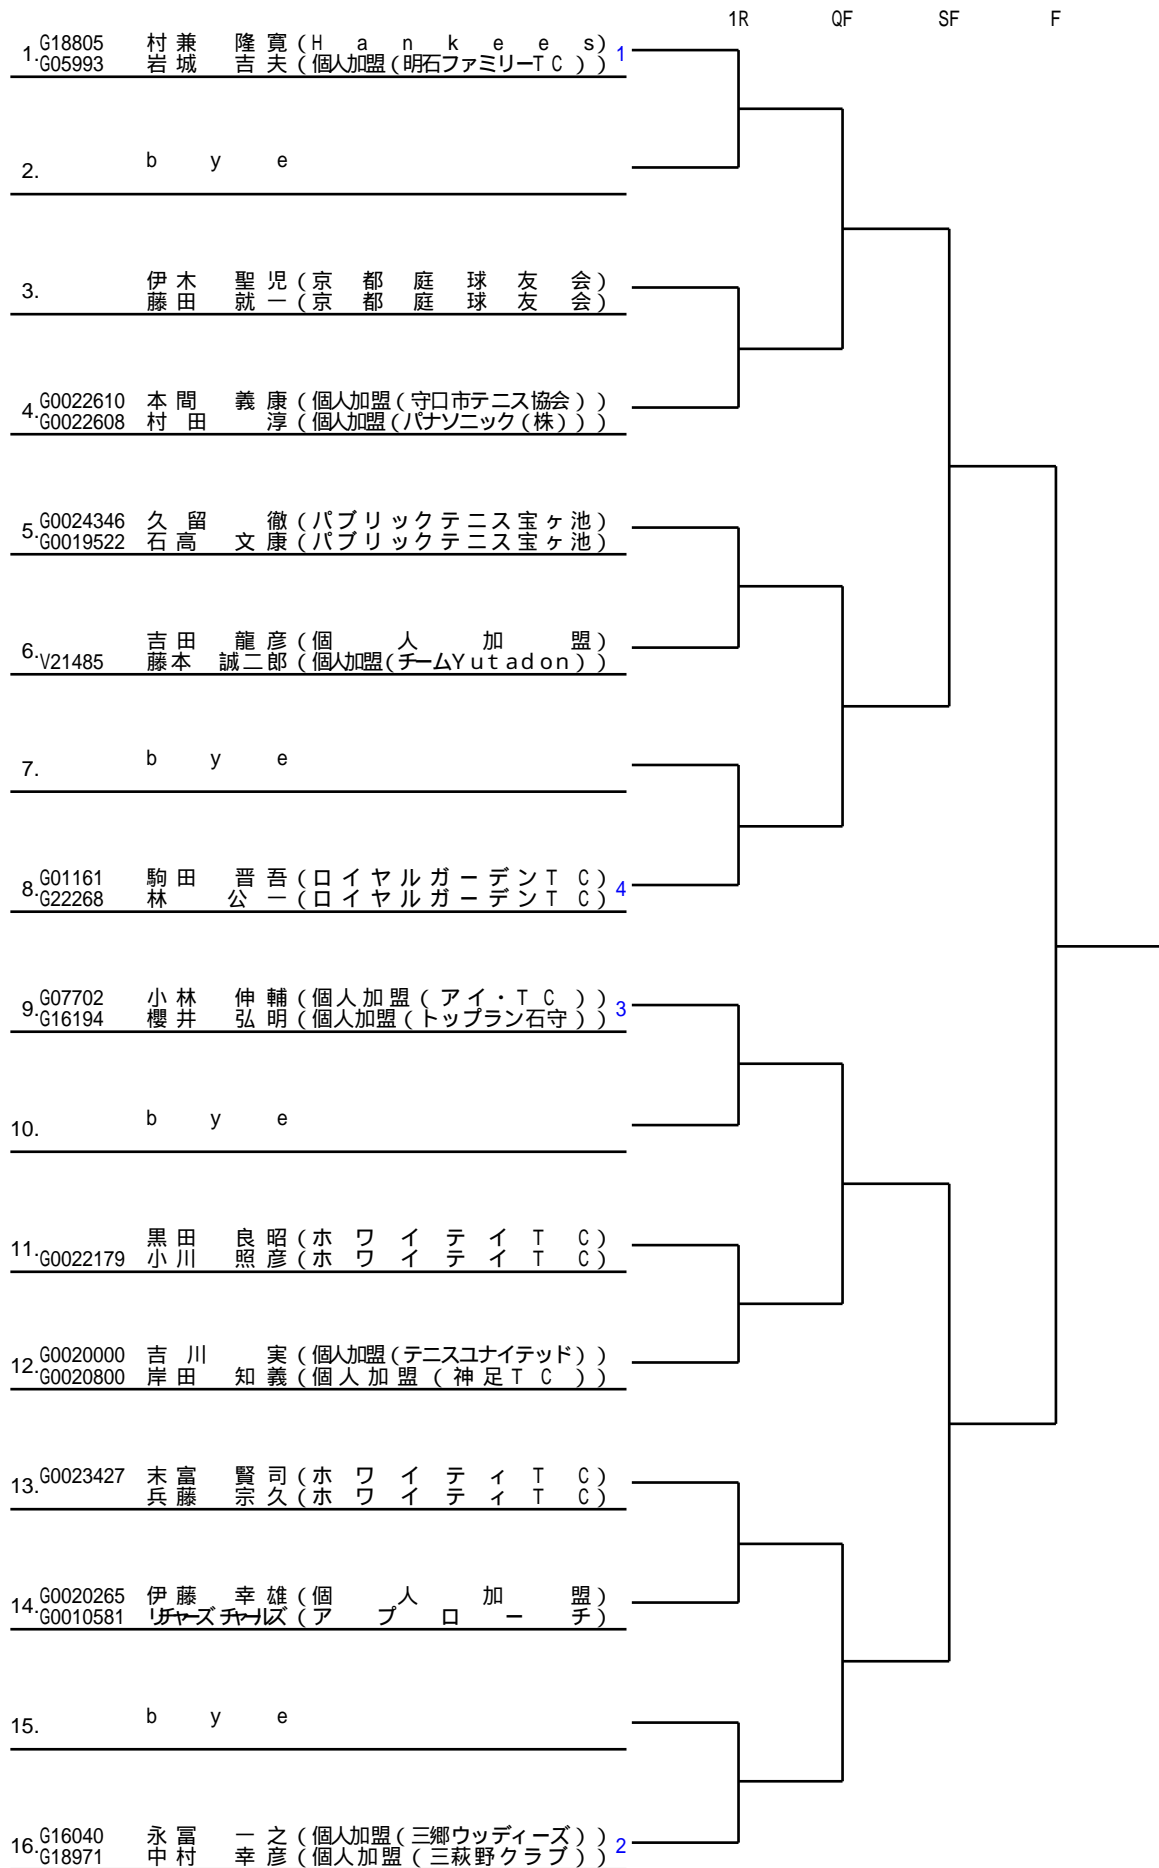 1R QF SF F
1. G18805 村兼 隆寛 (Hankees) 1
G05993 岩城 吉夫 (個人加盟(明石ファミリーTC))
2. bye
3. 伊木 聖児 (京都庭球友会)
藤田 就一 (京都庭球友会)
4. G0022610 本間 義康 (個人加盟(守口市テニス協会))
G0022608 村田 淳 (個人加盟(パナソニック(株)))
5. G0024346 久留 徹 (パブリックテニス宝ヶ池)
G0019522 石高 文康 (パブリックテニス宝ヶ池)
6. 吉田 龍彦 (個人加盟)
V21485 藤本 誠二郎 (個人加盟(チームYutadon))
7. bye
8. G01161 駒田 晋吾 (ロイヤルガーデンTC) 4
G22268 林 公一 (ロイヤルガーデンTC)
9. G07702 小林 伸輔 (個人加盟(アイ・TC)) 3
G16194 櫻井 弘明 (個人加盟(トップラン石守))
10. bye
11. 黒田 良昭 (ホワイテイTC)
G0022179 小川 照彦 (ホワイテイTC)
12. G0020000 吉川 実 (個人加盟(テニスユナイテッド))
G0020800 岸田 知義 (個人加盟(神足TC))
13. G0023427 末富 賢司 (ホワイティTC)
兵藤 宗久 (ホワイティTC)
14. G0020265 伊藤 幸雄 (個人加盟)
G0010581 リチャーズ チャールズ (アプローチ)
15. bye
16. G16040 永冨 一之 (個人加盟(三郷ウッディーズ)) 2
G18971 中村 幸彦 (個人加盟(三萩野クラブ))